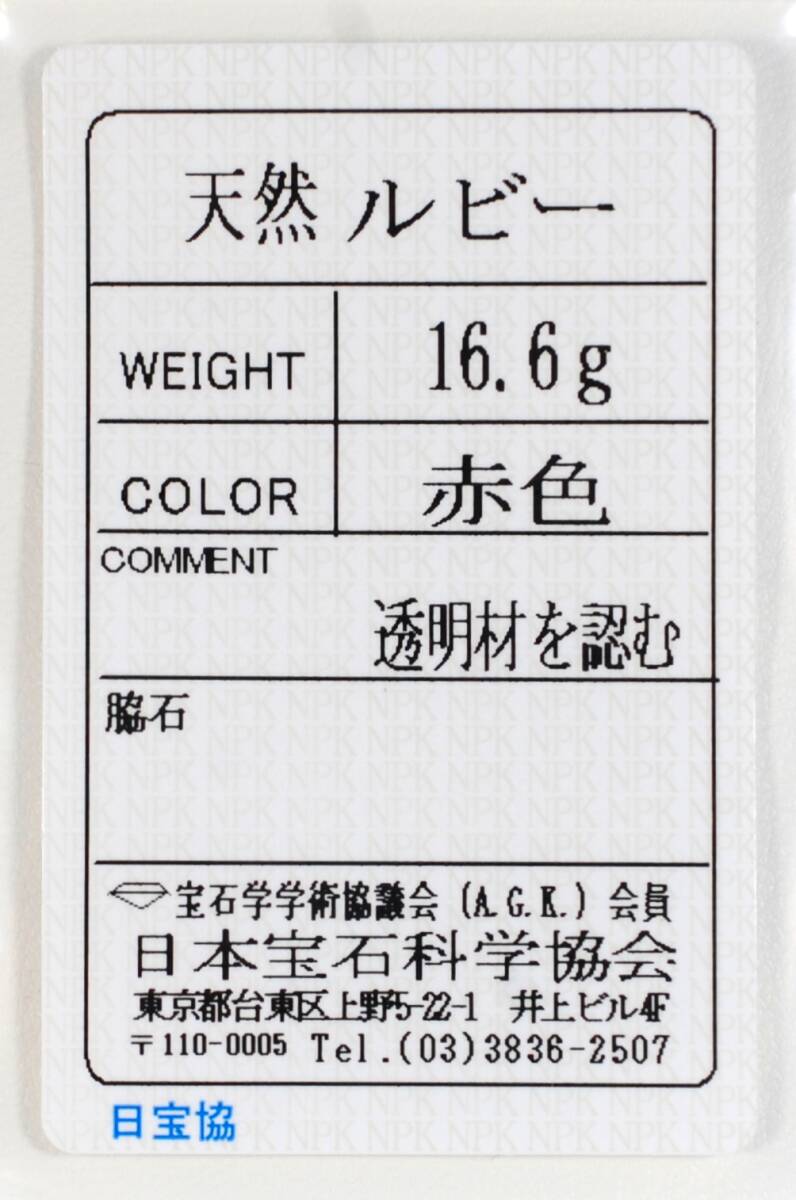 天然 ルビー
WEIGHT 16.6g
COLOR 赤色
COMMENT
透明材を認む
脇石
宝石学学術協議会 (A.G.K.) 会員
日本宝石科学協会
東京都台東区上野5-22-1 井上ビル4F
〒110-0005 Tel.(03)3836-2507
日宝協